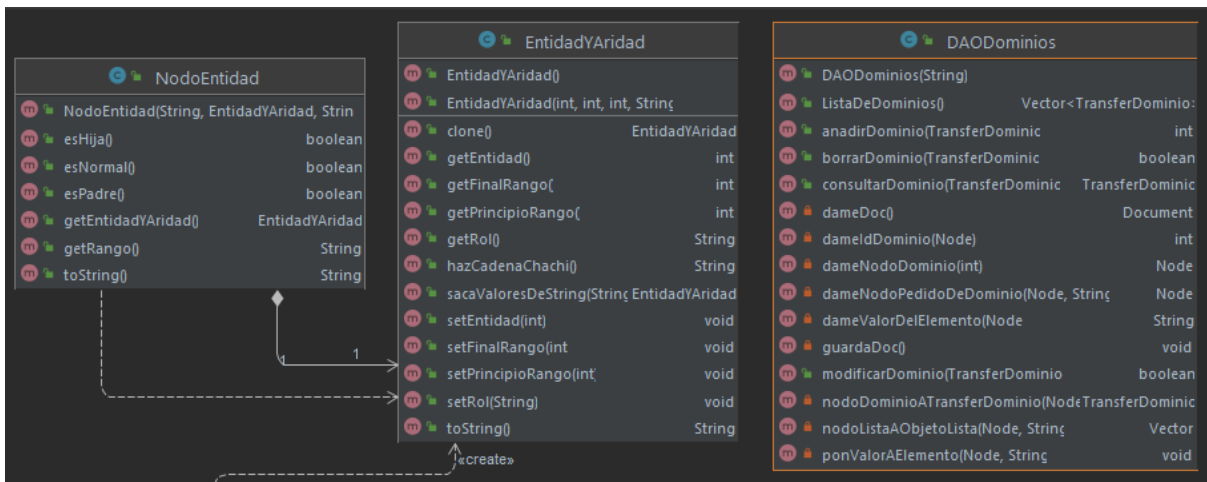 NodoEntidad
NodoEntidad(String, EntidadYAridad, Strin
esHija() boolean
esNormal() boolean
esPadre() boolean
getEntidadYAridad() EntidadYAridad
getRango() String
toString() String
1
1
EntidadYAridad
EntidadYAridad()
EntidadYAridad(int, int, int, String
clone() EntidadYAridad
getEntidad() int
getFinalRango( int
getPrincipioRango( int
getRol() String
hazCadenaChachi() String
sacaValoresDeString(String EntidadYAridad
setEntidad(int) void
setFinalRango(int void
setPrincipioRango(int void
setRol(String) void
toString() String
«create»
DAODominios
DAODominios(String)
ListaDeDominios() Vector<TransferDominio>
anadirDominio(TransferDominic int
borrarDominio(TransferDominic boolean
consultarDominio(TransferDominic TransferDominic
dameDoc() Document
dameIdDominio(Node) int
dameNodoDominio(int) Node
dameNodoPedidoDeDominio(Node, String Node
dameValorDelElemento(Node String
guardaDoc() void
modificarDominio(TransferDominio boolean
nodoDominioATransferDominio(Node TransferDominic
nodoListaAObjetoLista(Node, String Vector
ponValorAElemento(Node, String void